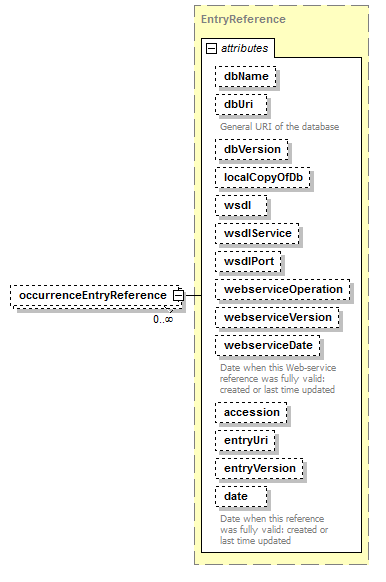 EntryReference
attributes
dbName
dbUri
General URI of the database
dbVersion
localCopyOfDb
wsdl
wsdlService
wsdlPort
occurrenceEntryReference
0..∞
webserviceOperation
webserviceVersion
webserviceDate
Date when this Web-service
reference was fully valid:
created or last time updated
accession
entryUri
entryVersion
date
Date when this reference
was fully valid: created or
last time updated